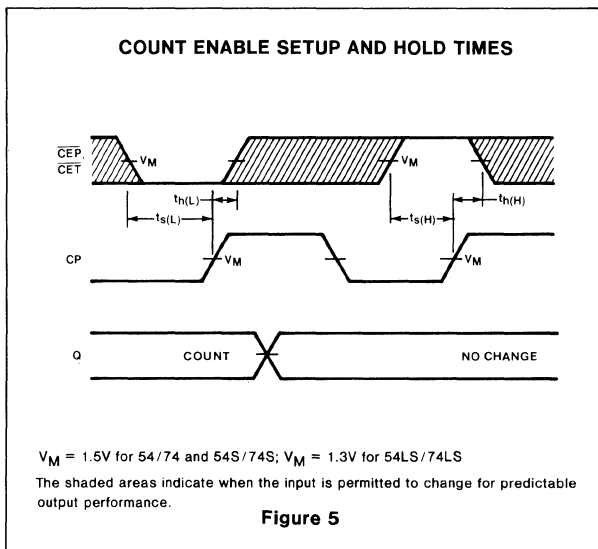 COUNT ENABLE SETUP AND HOLD TIMES
CEP,
CET
VM
VM
th(L)
th(H)
ts(L)
ts(H)
CP
VM
VM
Q
COUNT
NO CHANGE
VM = 1.5V for 54/74 and 54S/74S; VM = 1.3V for 54LS/74LS
The shaded areas indicate when the input is permitted to change for predictable
output performance.
Figure 5